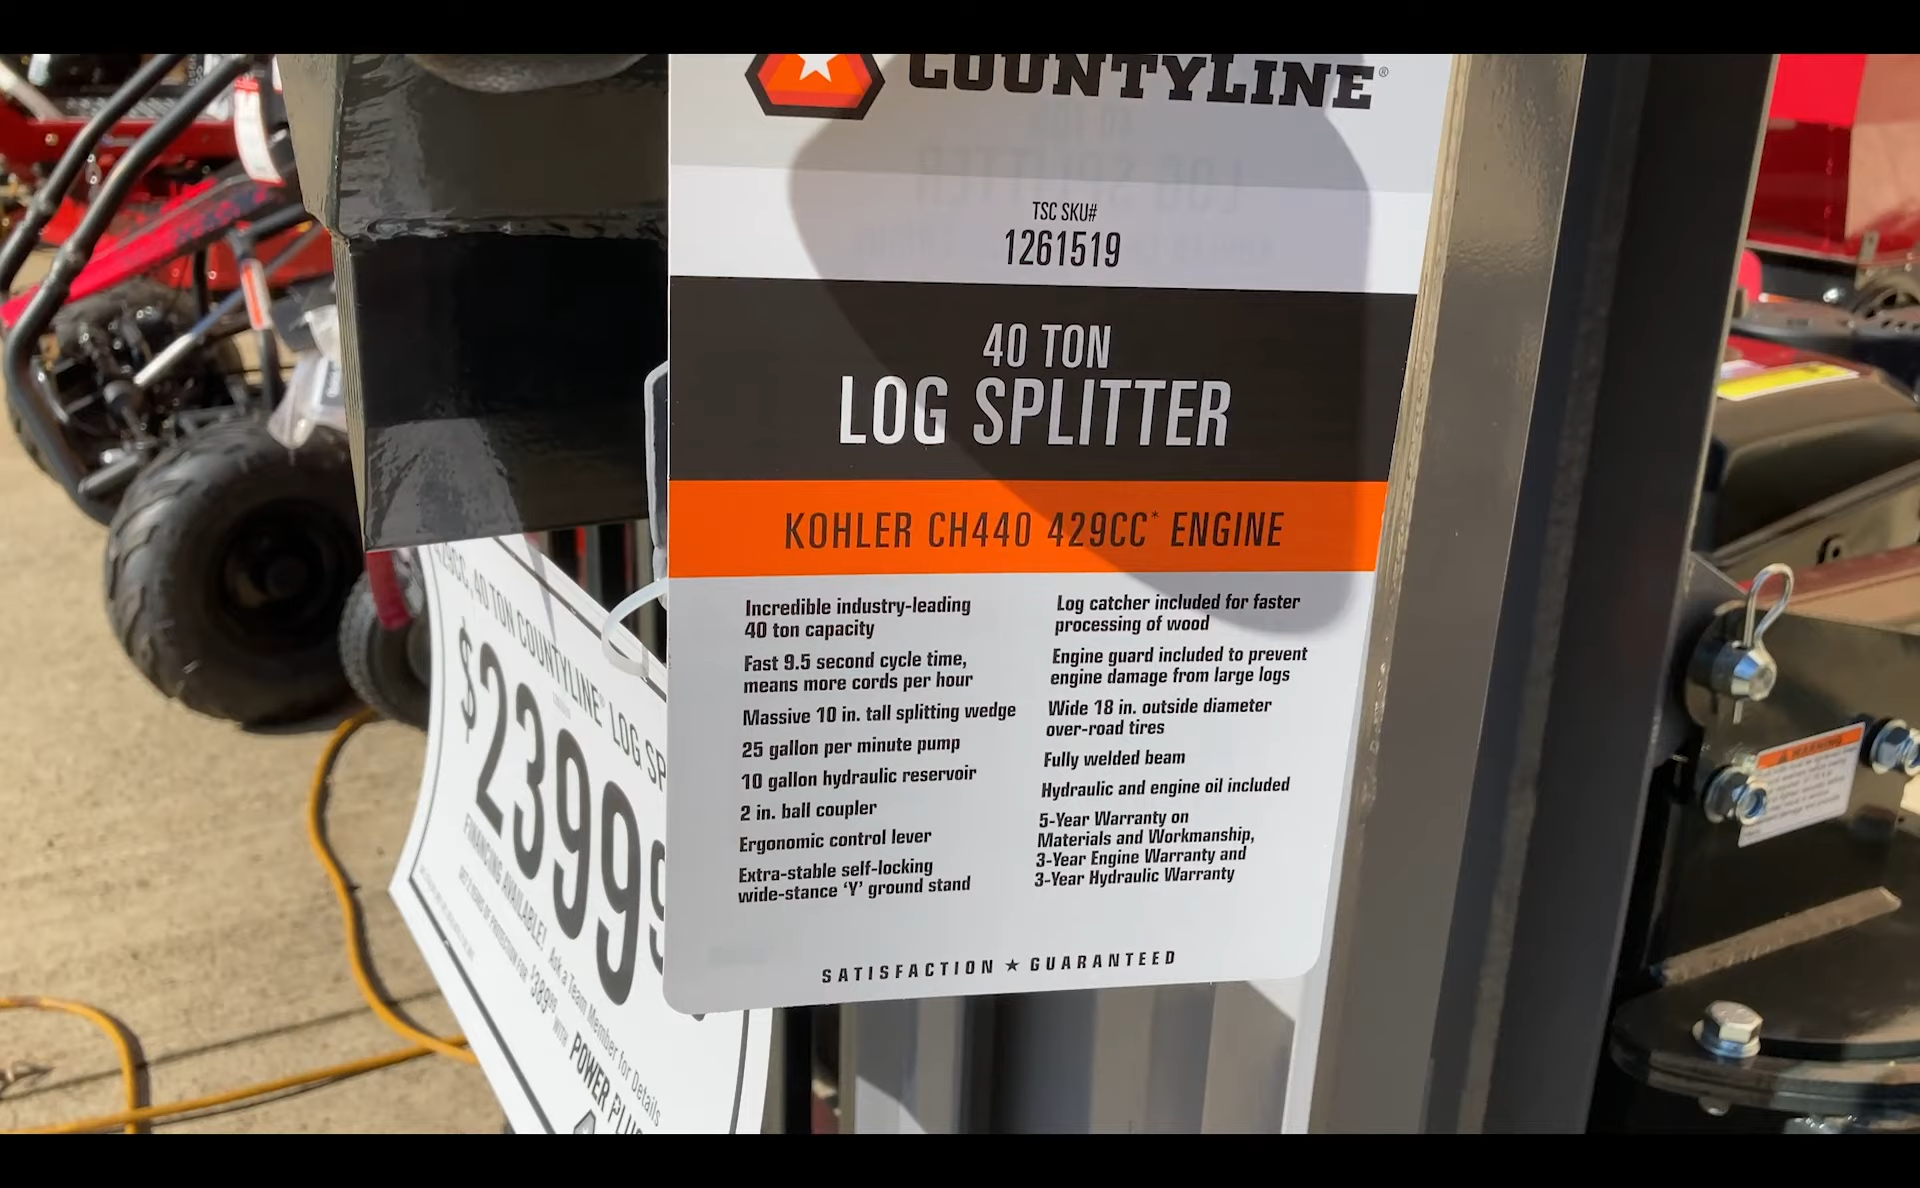 COUNTYLINE®
TSC SKU#
1261519
40 TON
LOG SPLITTER
KOHLER CH440 429CC* ENGINE
Incredible industry-leading
40 ton capacity
Fast 9.5 second cycle time,
means more cords per hour
Massive 10 in. tall splitting wedge
25 gallon per minute pump
10 gallon hydraulic reservoir
2 in. ball coupler
Ergonomic control lever
Extra-stable self-locking
wide-stance ‘Y’ ground stand
Log catcher included for faster
processing of wood
Engine guard included to prevent
engine damage from large logs
Wide 18 in. outside diameter
over-road tires
Fully welded beam
Hydraulic and engine oil included
5-Year Warranty on
Materials and Workmanship,
3-Year Engine Warranty and
3-Year Hydraulic Warranty
SATISFACTION ★ GUARANTEED
429CC, 40 TON COUNTYLINE® LOG SP
$2399
FINANCING AVAILABLE! Ask a Team Member for Details
$389.99 WITH
POWER PLUS
WARNING